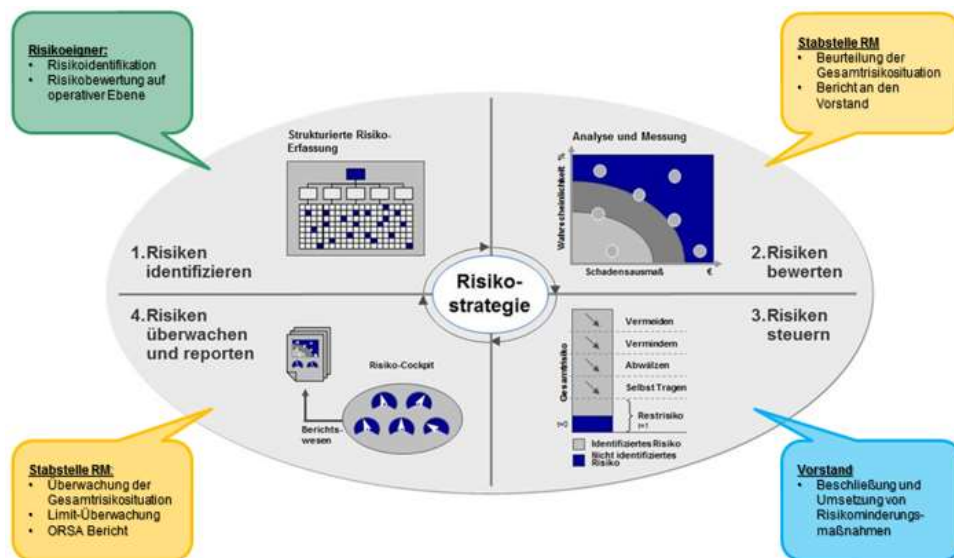 Risikoeigner:
• Risikoidentifikation
• Risikobewertung auf
operativer Ebene
Stabstelle RM
• Beurteilung der
Gesamtrisikosituation
• Bericht an den
Vorstand
Strukturierte Risiko-
Erfassung
1.Risiken
identifizieren
Analyse und Messung
%
Wahrscheinlichkeit
Schadensausmaß
€
2.Risiken
bewerten
Risiko-
strategie
4.Risiken
überwachen
und reporten
Risiko-Cockpit
Berichts-
wesen
3.Risiken
steuern
Gesamtrisiko
Vermeiden
Vermindern
Abwälzen
Selbst Tragen
Restrisiko
t=1
t=0
Identifiziertes Risiko
Nicht identifiziertes
Risiko
Stabstelle RM:
• Überwachung der
Gesamtrisikosituation
• Limit-Überwachung
• ORSA Bericht
Vorstand
• Beschließung und
Umsetzung von
Risikominderungs-
maßnahmen